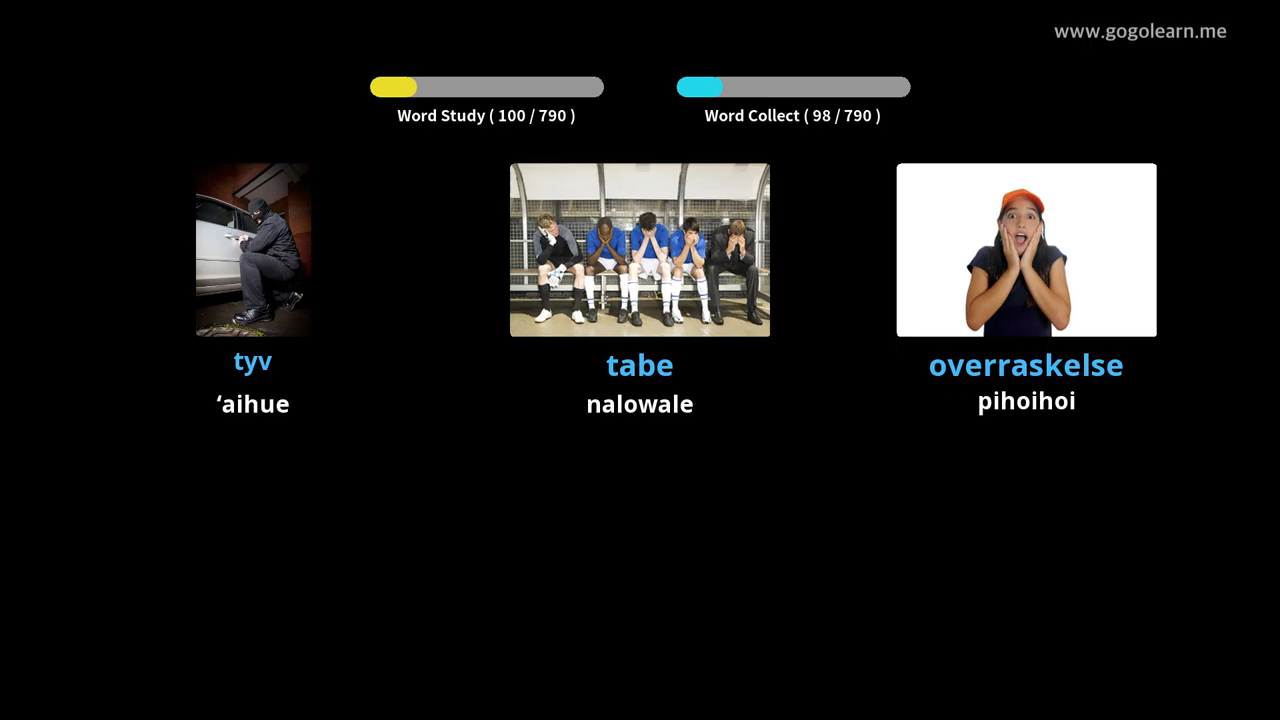 www.gogolearn.me
Word Study ( 100 / 790 )
Word Collect ( 98 / 790 )
tyv
tabe
overraskelse
ʻaihue
nalowale
pihoihoi